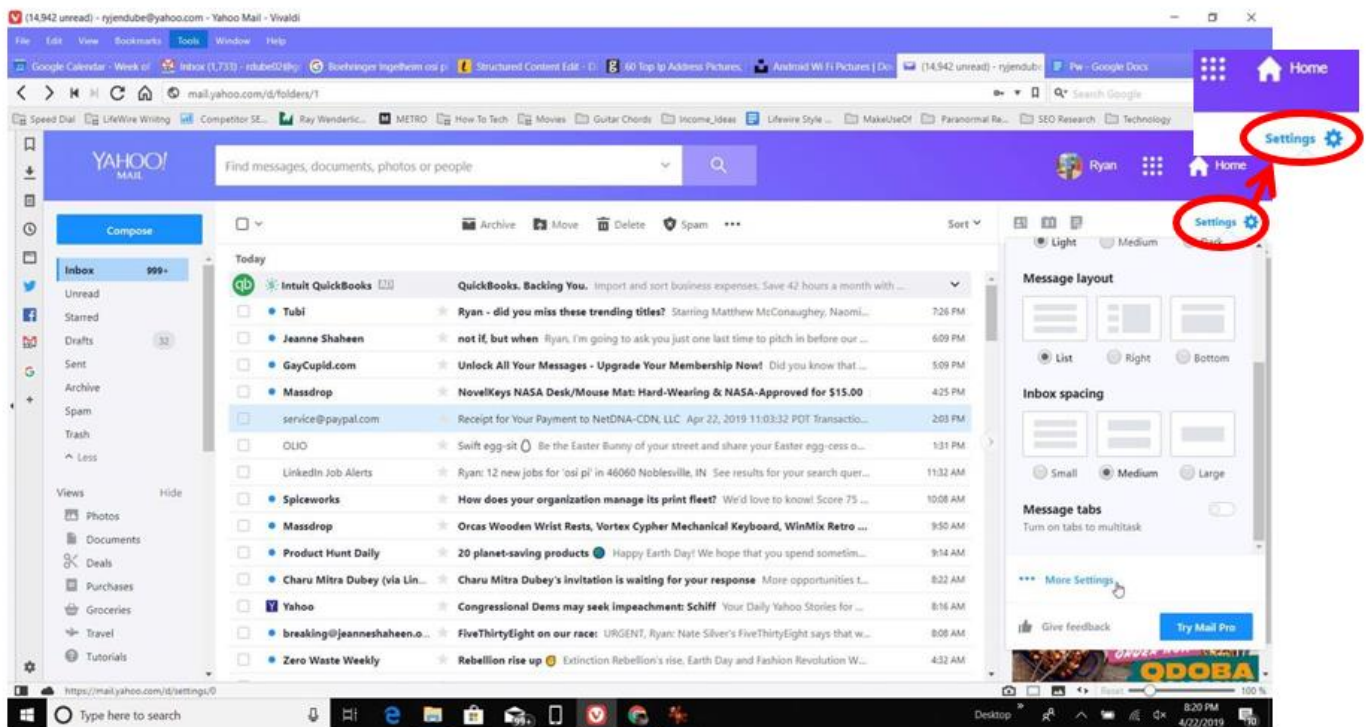 (14,942 unread) - ryjendube@yahoo.com - Yahoo Mail - Vivaldi
File Edit View Bookmarks Tools Window Help
Google Calendar - Week of Inbox (1,733) - rdube02@g Boehringer Ingelheim osi p Structured Content Edit - D 60 Top Ip Address Pictures, Android Wi Fi Pictures | Do (14,942 unread) - ryjendub Pw - Google Docs
Home
mail.yahoo.com/d/folders/1 Search Google
Speed Dial LifeWire Writing Competitor SE... Ray Wenderlic... METRO How To Tech Movies Guitar Chords Income_Ideas Lifewire Style ... MakeUseOf Paranormal Re... SEO Research Technology
Settings
YAHOO!
MAIL
Find messages, documents, photos or people
Ryan Home
Compose
Archive Move Delete Spam ••• Sort
Settings
Light Medium Dark
Today
Inbox 999+
Unread
Starred
Drafts 32
Sent
Archive
Spam
Trash
Less
Views Hide
Photos
Documents
Deals
Purchases
Groceries
Travel
Tutorials
Intuit QuickBooks QuickBooks. Backing You. Import and sort business expenses. Save 42 hours a month with ...
Tubi Ryan - did you miss these trending titles? Starring Matthew McConaughey, Naomi... 7:26 PM
Jeanne Shaheen not if, but when Ryan, I'm going to ask you just one last time to pitch in before our ... 6:09 PM
GayCupid.com Unlock All Your Messages - Upgrade Your Membership Now! Did you know that ... 5:09 PM
Massdrop NovelKeys NASA Desk/Mouse Mat: Hard-Wearing & NASA-Approved for $15.00 4:25 PM
service@paypal.com Receipt for Your Payment to NetDNA-CDN, LLC Apr 22, 2019 11:03:32 PDT Transactio... 2:03 PM
OLIO Swift egg-sit Be the Easter Bunny of your street and share your Easter egg-cess o... 1:31 PM
LinkedIn Job Alerts Ryan: 12 new jobs for 'osi pi' in 46060 Noblesville, IN See results for your search quer... 11:32 AM
Spiceworks How does your organization manage its print fleet? We'd love to know! Score 75 ... 10:08 AM
Massdrop Orcas Wooden Wrist Rests, Vortex Cypher Mechanical Keyboard, WinMix Retro ... 9:50 AM
Product Hunt Daily 20 planet-saving products Happy Earth Day! We hope that you spend sometim... 9:14 AM
Charu Mitra Dubey (via Lin... Charu Mitra Dubey's invitation is waiting for your response More opportunities t... 8:22 AM
Yahoo Congressional Dems may seek impeachment: Schiff Your Daily Yahoo Stories for ... 8:16 AM
breaking@jeanneshaheen.o... FiveThirtyEight on our race: URGENT, Ryan: Nate Silver's FiveThirtyEight says that w... 8:08 AM
Zero Waste Weekly Rebellion rise up Extinction Rebellion's rise, Earth Day and Fashion Revolution W... 4:32 AM
Message layout
List Right Bottom
Inbox spacing
Small Medium Large
Message tabs
Turn on tabs to multitask
••• More Settings
Give feedback Try Mail Pro
QDOBA
https://mail.yahoo.com/d/settings/0 Reset 100 %
Type here to search 99+ Desktop 8:20 PM
4/22/2019